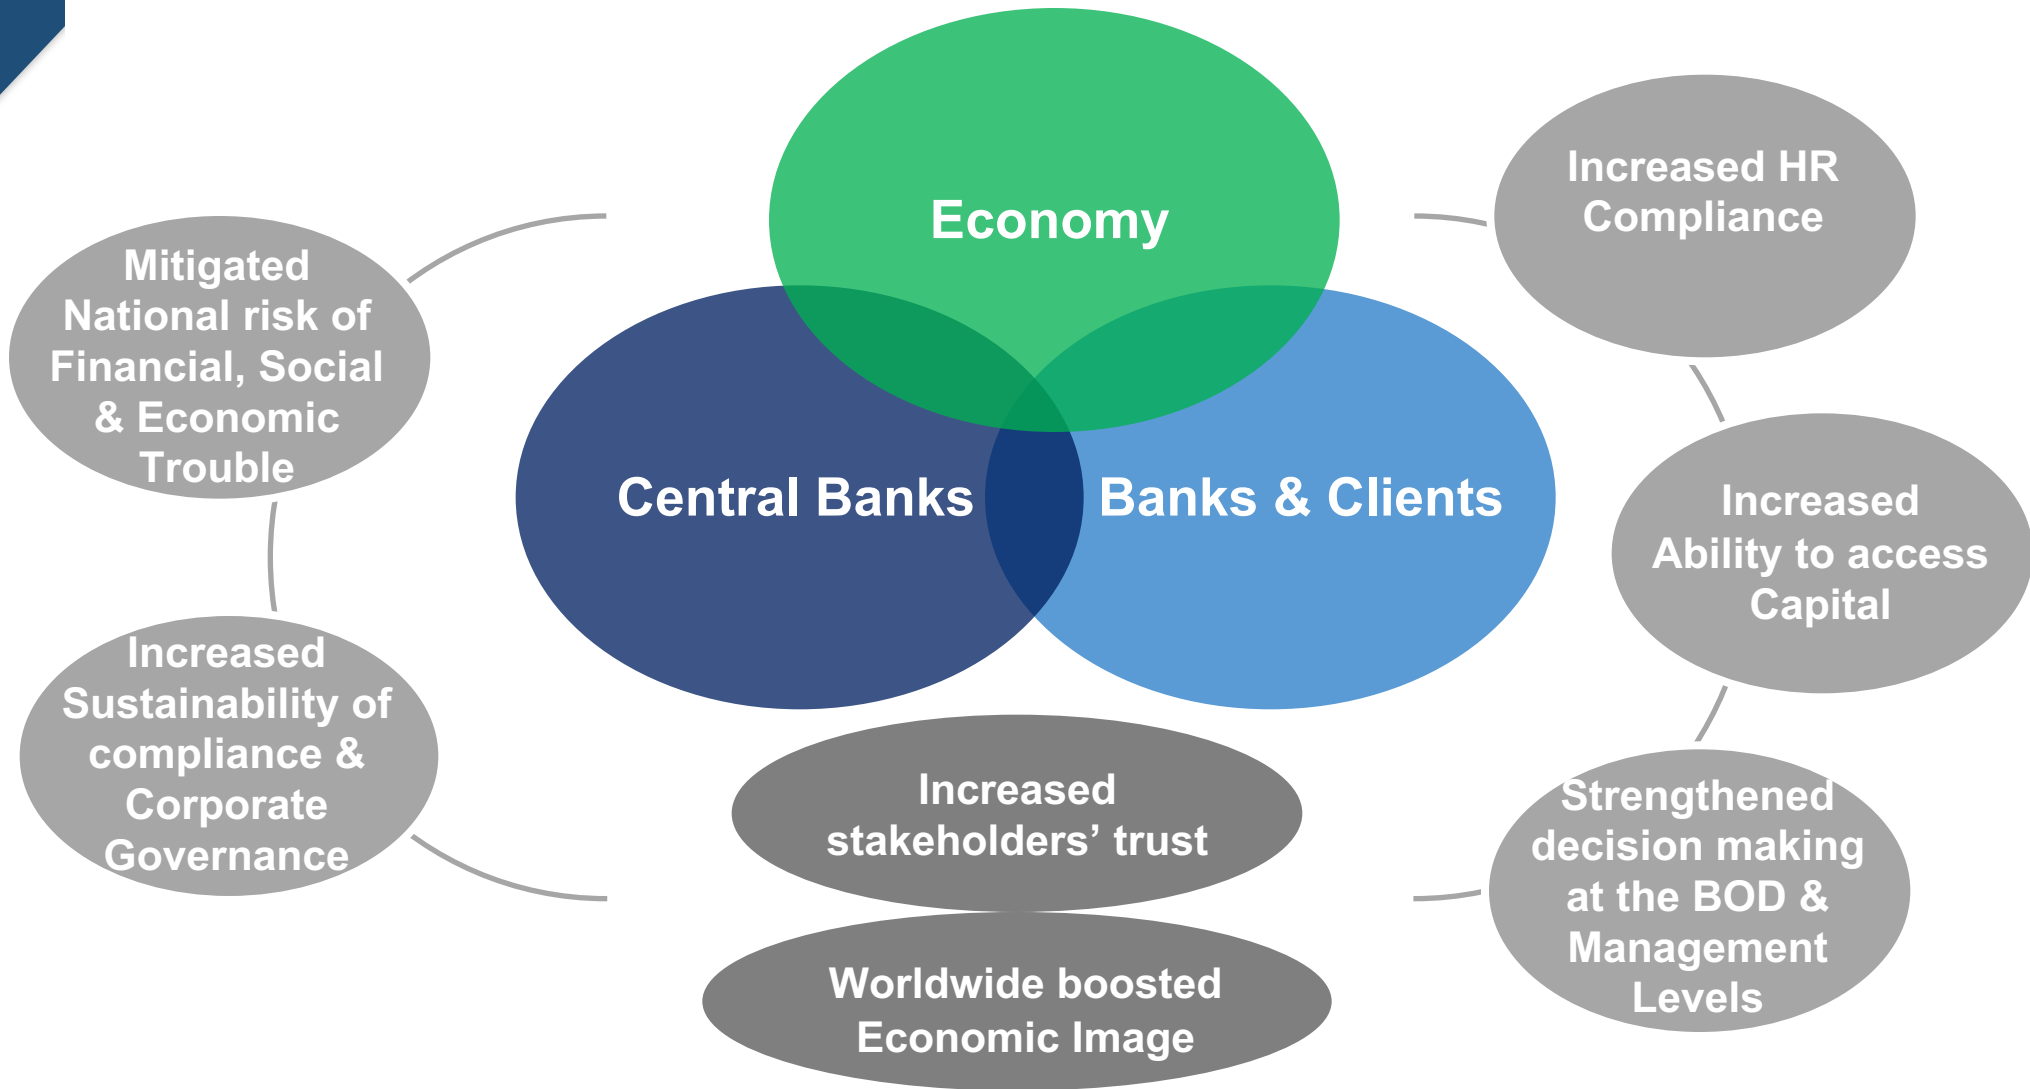 Economy
Central Banks
Banks & Clients
Mitigated
National risk of
Financial, Social
& Economic
Trouble
Increased
Sustainability of
compliance &
Corporate
Governance
Increased
stakeholders’ trust
Worldwide boosted
Economic Image
Increased HR
Compliance
Increased
Ability to access
Capital
Strengthened
decision making
at the BOD &
Management
Levels